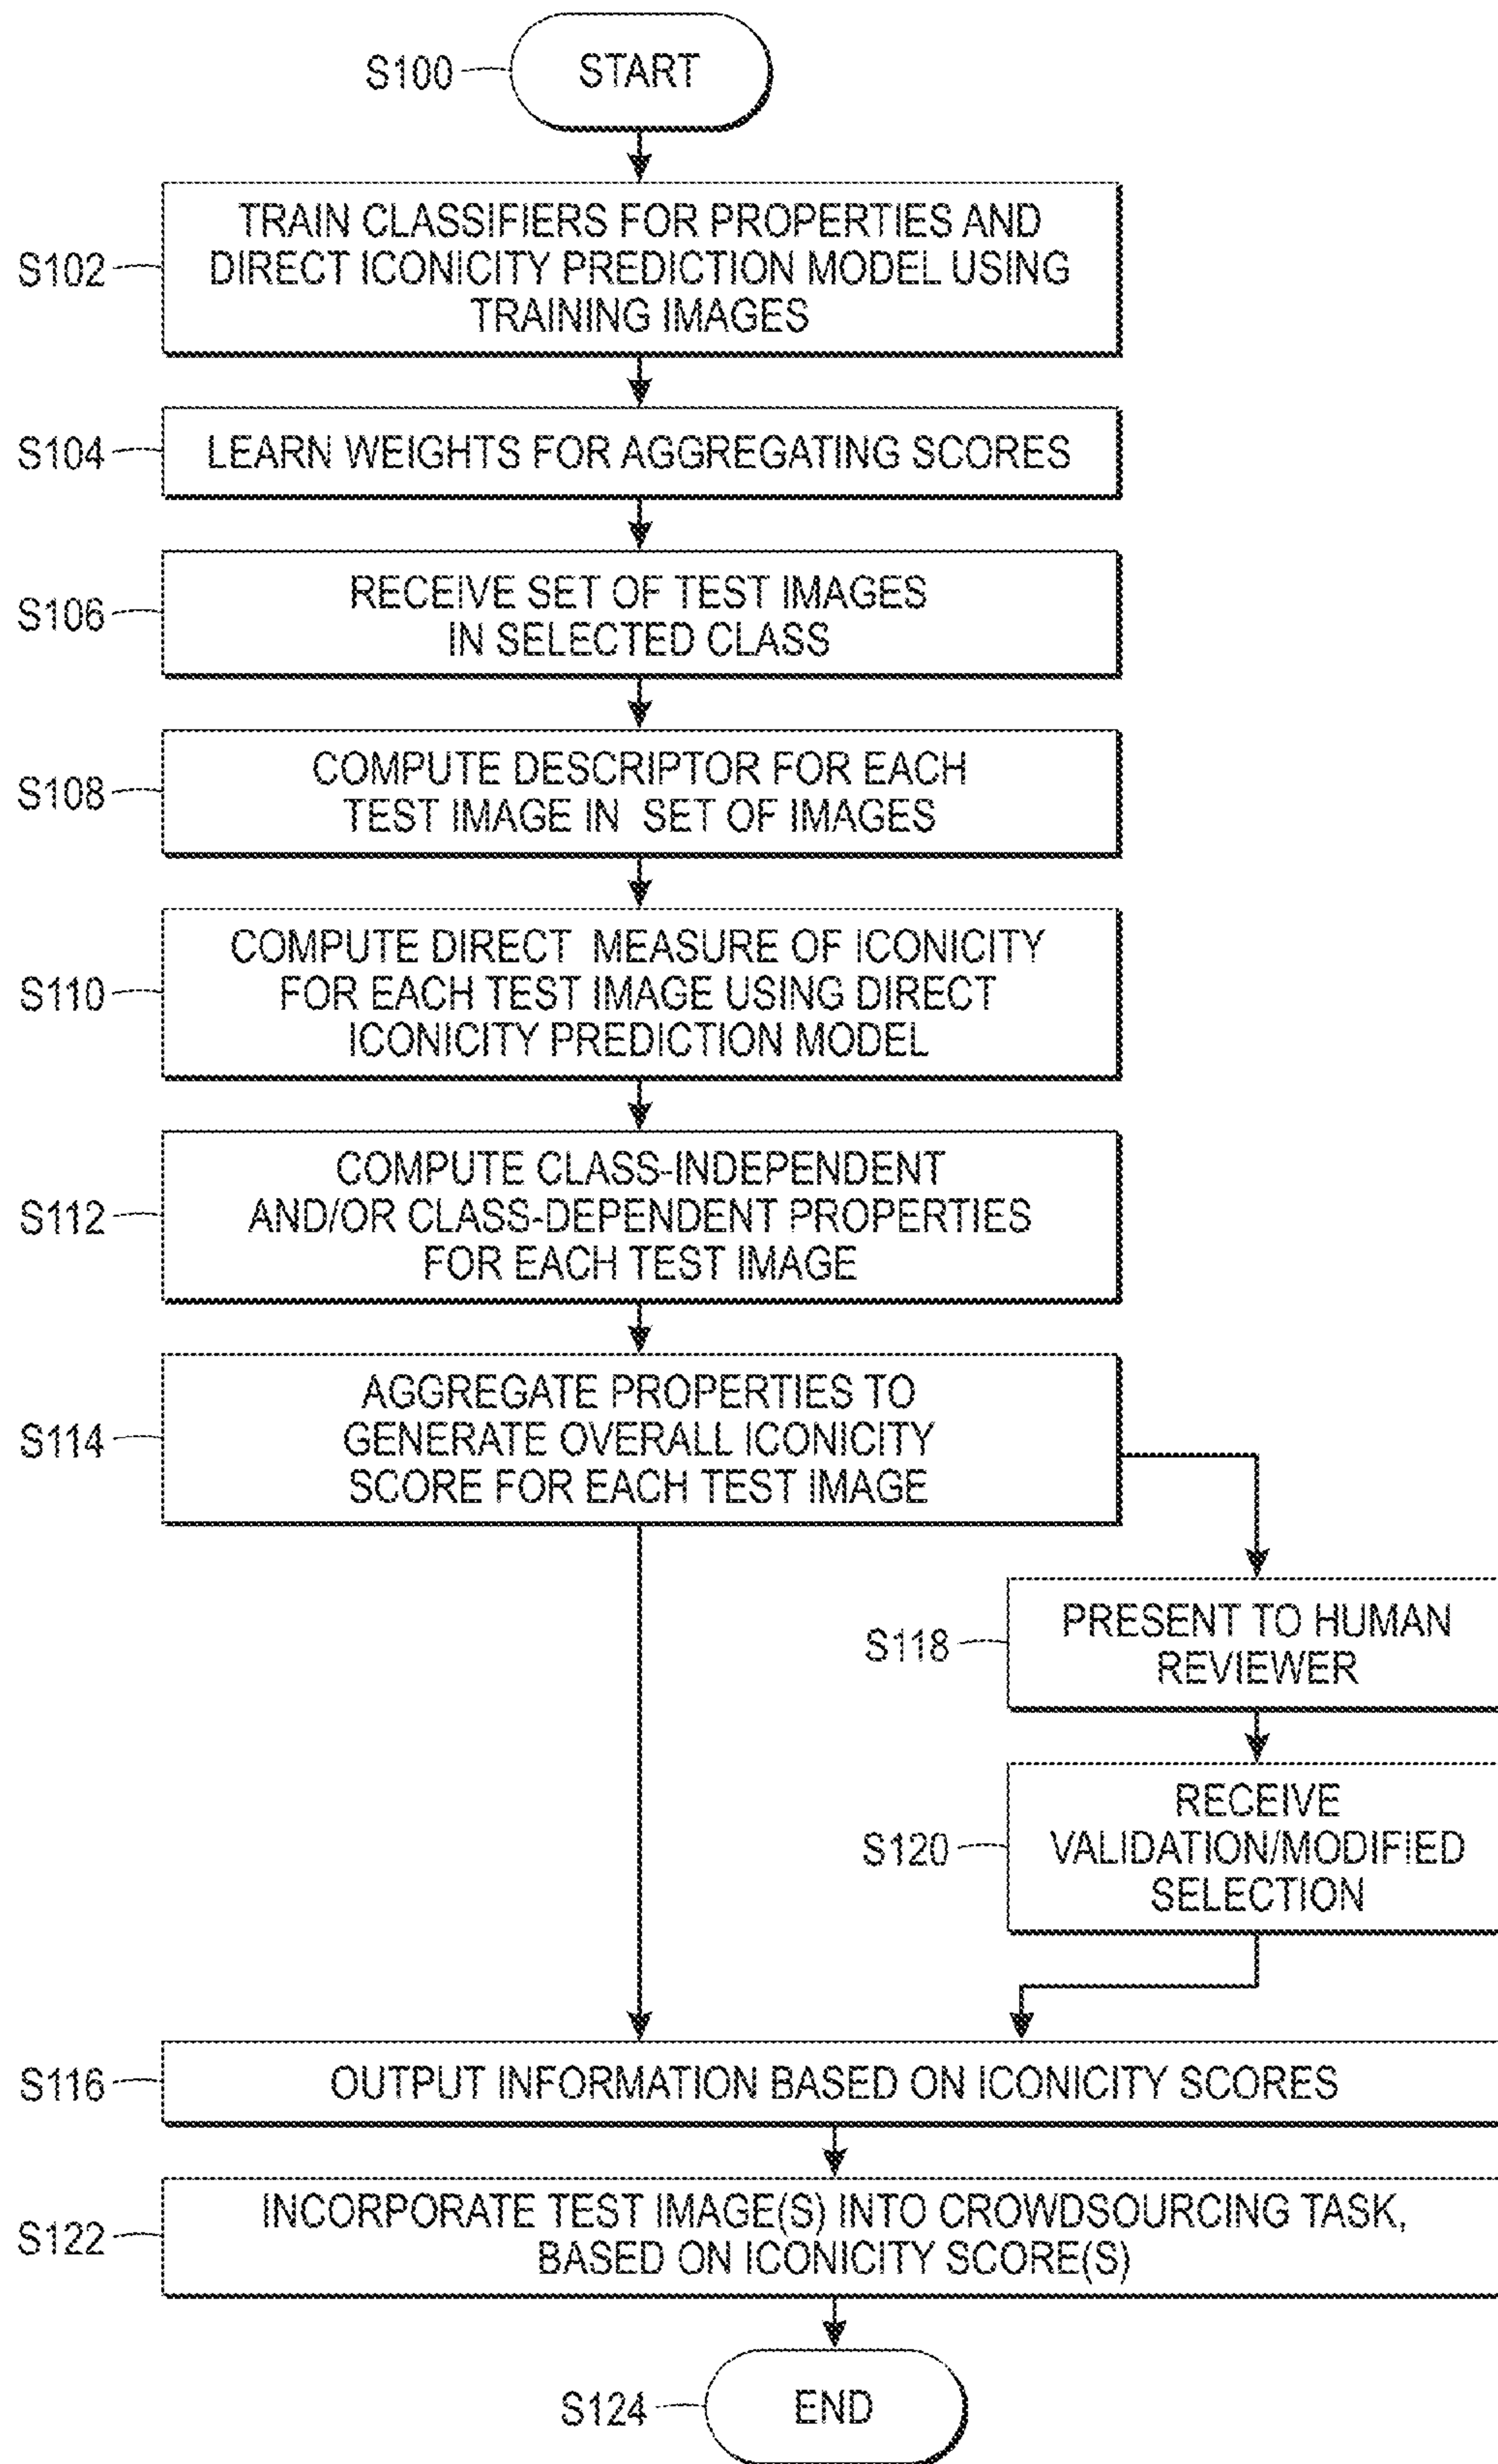 S100
START
S102
TRAIN CLASSIFIERS FOR PROPERTIES AND
DIRECT ICONICITY PREDICTION MODEL USING
TRAINING IMAGES
S104
LEARN WEIGHTS FOR AGGREGATING SCORES
S106
RECEIVE SET OF TEST IMAGES
IN SELECTED CLASS
S108
COMPUTE DESCRIPTOR FOR EACH
TEST IMAGE IN SET OF IMAGES
S110
COMPUTE DIRECT MEASURE OF ICONICITY
FOR EACH TEST IMAGE USING DIRECT
ICONICITY PREDICTION MODEL
S112
COMPUTE CLASS-INDEPENDENT
AND/OR CLASS-DEPENDENT PROPERTIES
FOR EACH TEST IMAGE
S114
AGGREGATE PROPERTIES TO
GENERATE OVERALL ICONICITY
SCORE FOR EACH TEST IMAGE
S118
PRESENT TO HUMAN
REVIEWER
S120
RECEIVE
VALIDATION/MODIFIED
SELECTION
S116
OUTPUT INFORMATION BASED ON ICONICITY SCORES
S122
INCORPORATE TEST IMAGE(S) INTO CROWDSOURCING TASK,
BASED ON ICONICITY SCORE(S)
S124
END